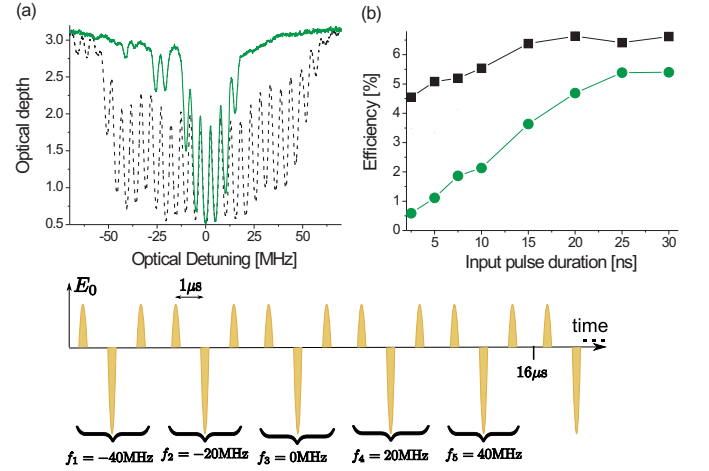 (a)
3.0
2.5
2.0
1.5
1.0
0.5
Optical depth
-50
-25
0
25
50
Optical Detuning [MHz]
(b)
6
5
4
3
2
1
0
Efficiency [%]
5
10
15
20
25
30
Input pulse duration [ns]
E₀
1μs
time
16μs
f₁ = −40MHz
f₂ = −20MHz
f₃ = 0MHz
f₄ = 20MHz
f₅ = 40MHz